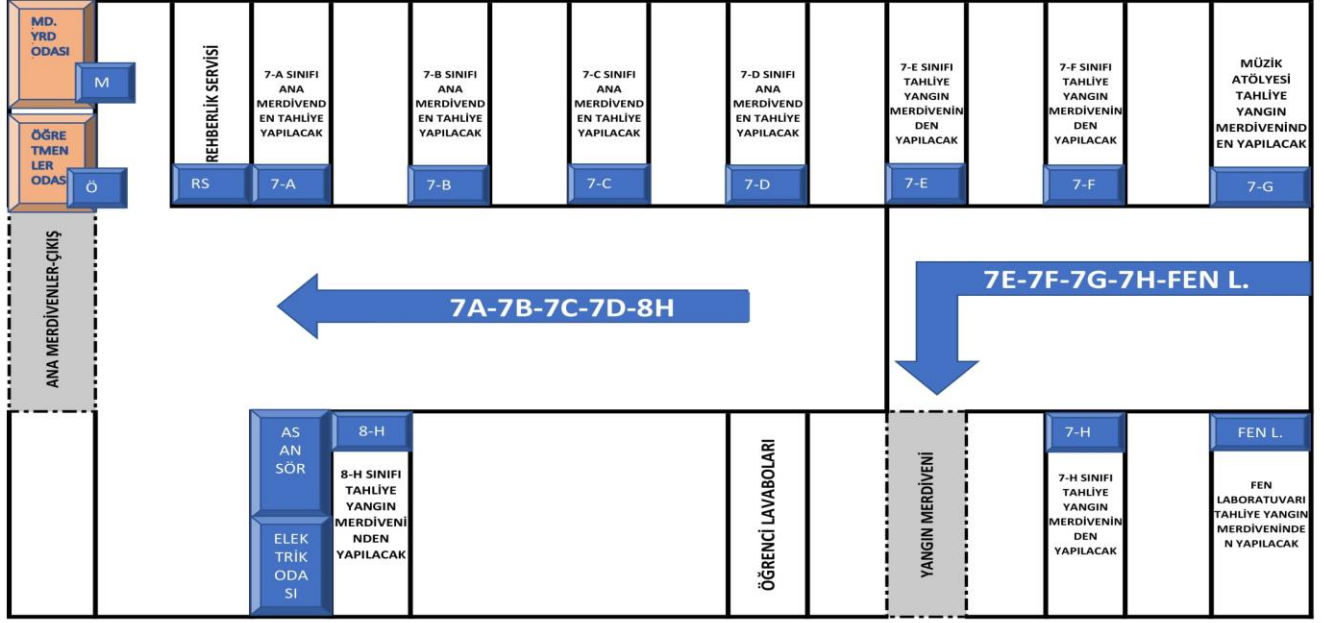 MD.
YRD
ODASI
M
ÖĞRE
TMEN
LER
ODAS
Ö
REHBERLİK SERVİSİ
RS
7-A SINIFI
ANA
MERDİVEND
EN TAHLİYE
YAPILACAK
7-A
7-B SINIFI
ANA
MERDİVEND
EN TAHLİYE
YAPILACAK
7-B
7-C SINIFI
ANA
MERDİVEND
EN TAHLİYE
YAPILACAK
7-C
7-D SINIFI
ANA
MERDİVEND
EN TAHLİYE
YAPILACAK
7-D
7-E SINIFI
TAHLİYE
YANGIN
MERDİVENİN
DEN
YAPILACAK
7-E
7-F SINIFI
TAHLİYE
YANGIN
MERDİVENİN
DEN
YAPILACAK
7-F
MÜZİK
ATÖLYESİ
TAHLİYE
YANGIN
MERDİVENİND
EN YAPILACAK
7-G
ANA MERDİVENLER-ÇIKIŞ
7A-7B-7C-7D-8H
7E-7F-7G-7H-FEN L.
AS
AN
SÖR
ELEK
TRİK
ODA
SI
8-H
8-H SINIFI
TAHLİYE
YANGIN
MERDİVENİ
NDEN
YAPILACAK
ÖĞRENCİ LAVABOLARI
YANGIN MERDİVENİ
7-H
7-H SINIFI
TAHLİYE
YANGIN
MERDİVENİN
DEN
YAPILACAK
FEN L.
FEN
LABORATUVARI
TAHLİYE YANGIN
MERDİVENİNDE
N YAPILACAK